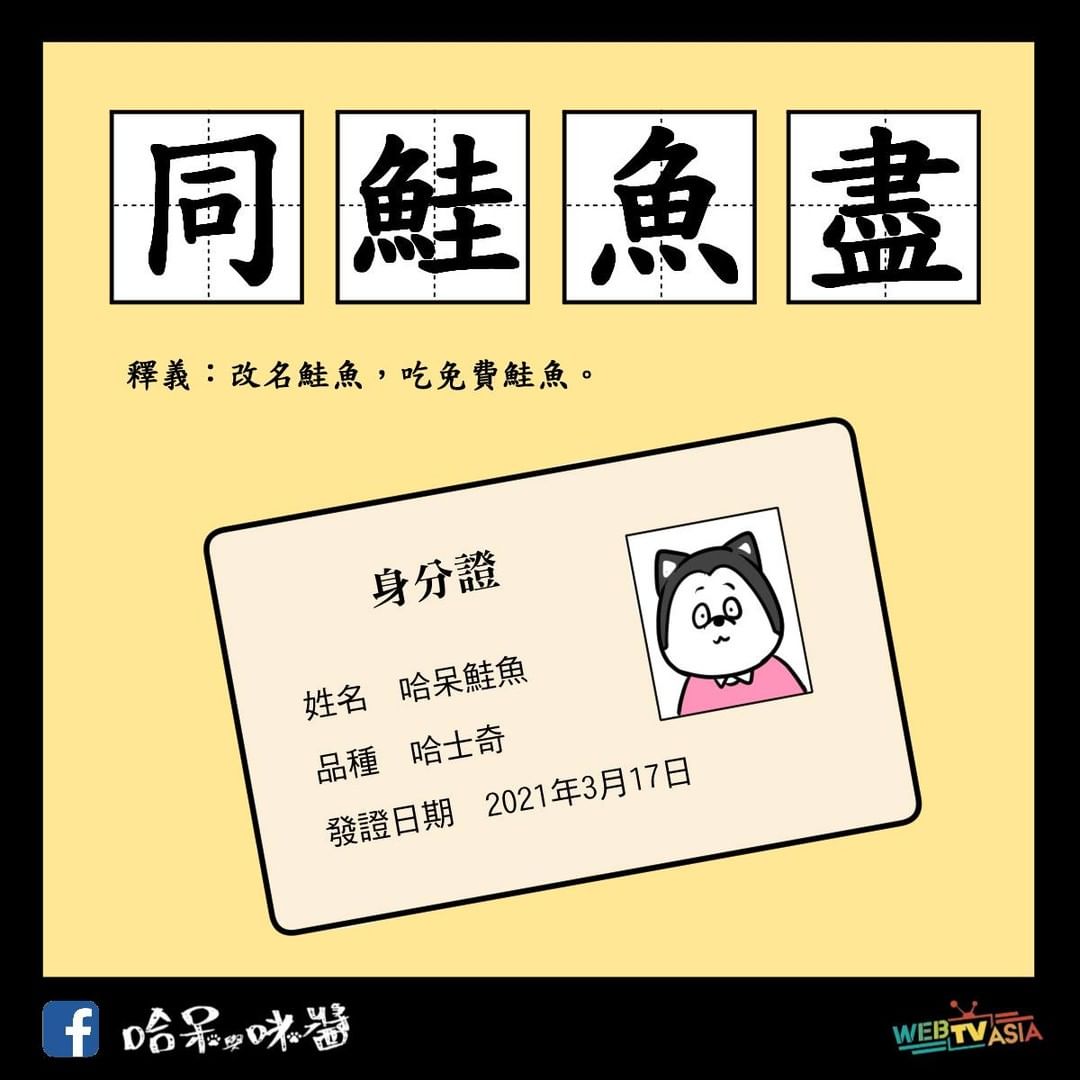 同鮭魚盡
釋義：改名鮭魚，吃免費鮭魚。
身分證
姓名 哈呆鮭魚
品種 哈士奇
發證日期 2021年3月17日
f 哈呆與咪醬
WEBTVASIA